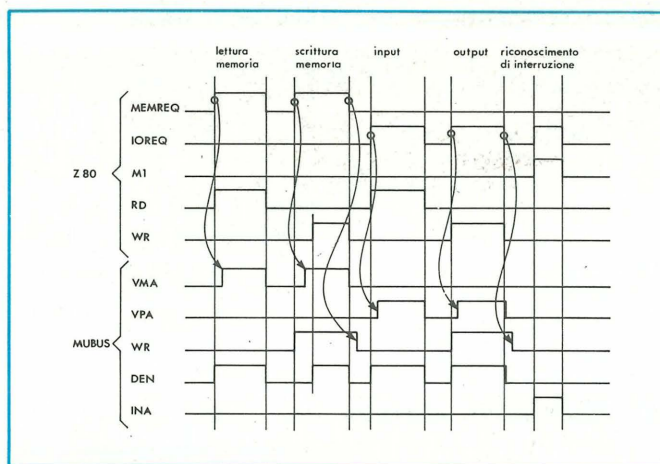 lettura memoria
scrittura memoria
input
output
riconoscimento di interruzione
Z 80
MEMREQ
IOREQ
M1
RD
WR
MUBUS
VMA
VPA
WR
DEN
INA